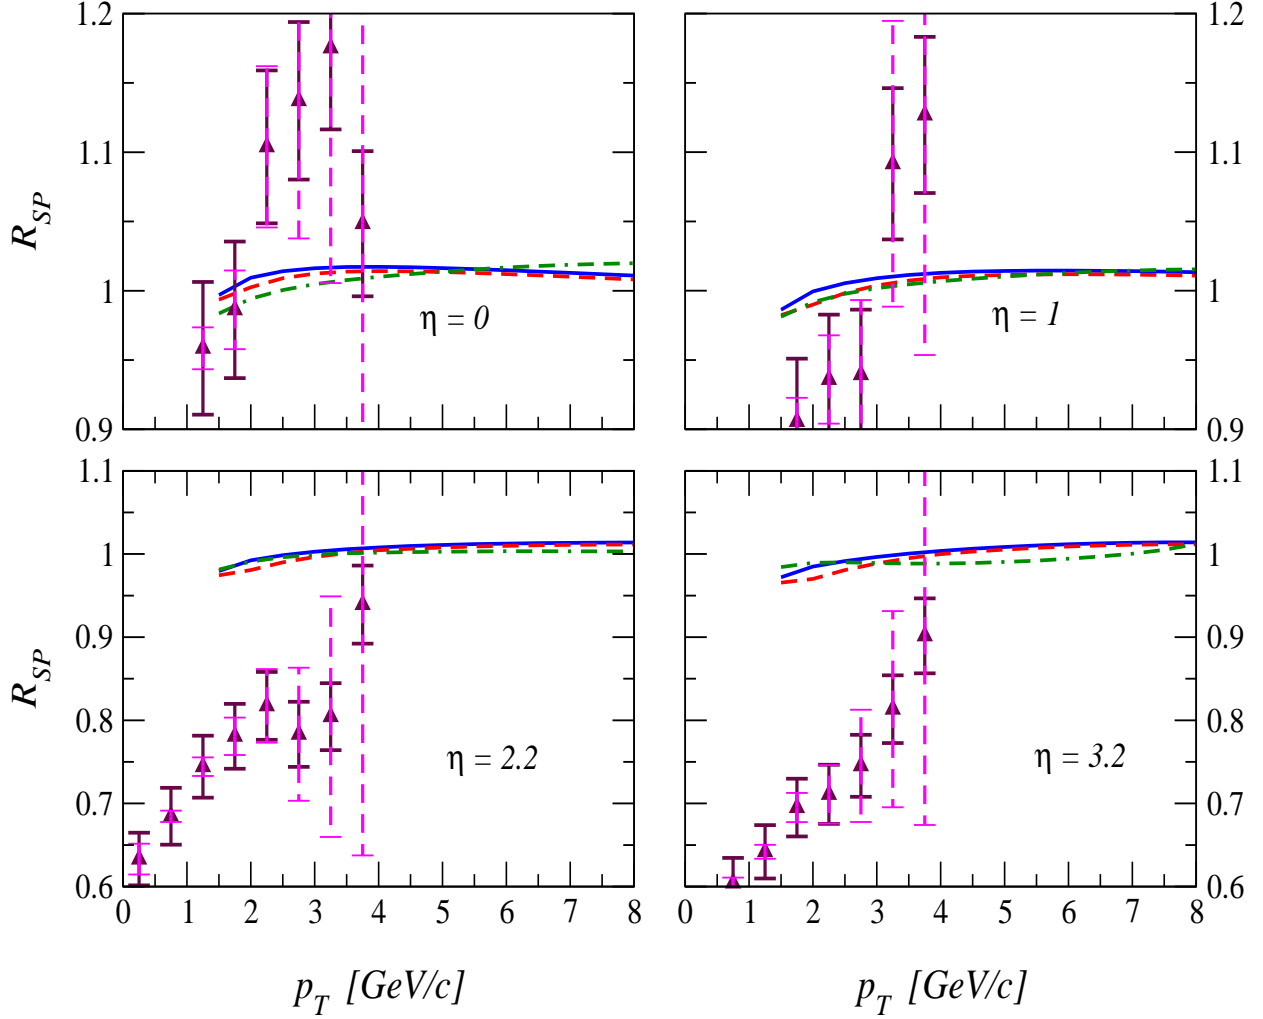 1.2
1.1
1
0.9
R_SP
η = 0
1.2
1.1
1
0.9
η = 1
1.1
1
0.9
0.8
0.7
0.6
R_SP
η = 2.2
0 1 2 3 4 5 6 7 8
p_T [GeV/c]
1.1
1
0.9
0.8
0.7
0.6
η = 3.2
0 1 2 3 4 5 6 7 8
p_T [GeV/c]